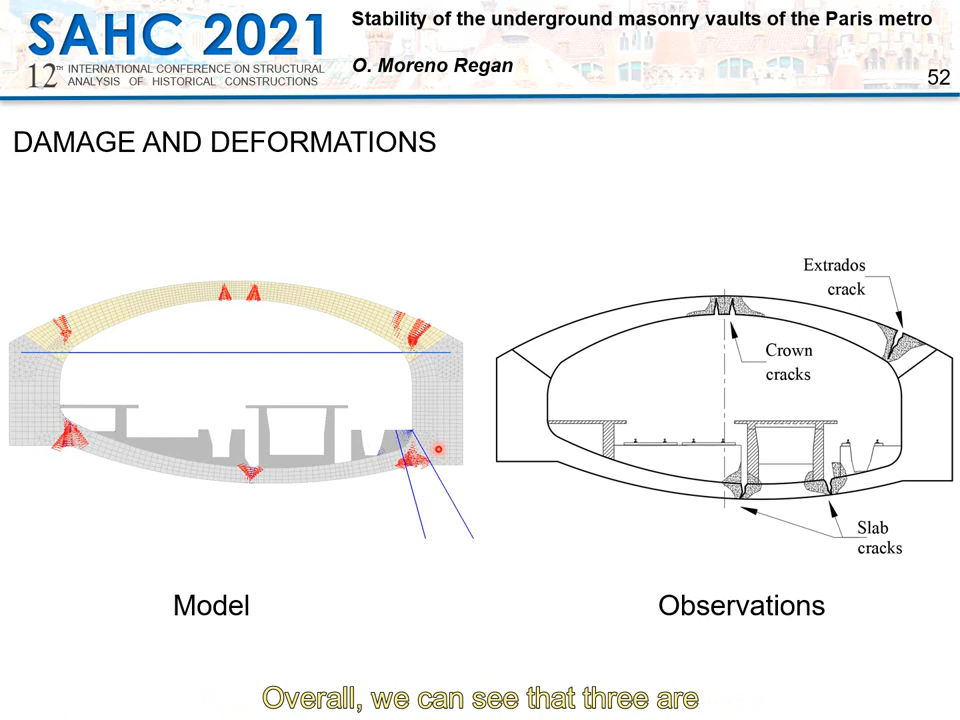 SAHC 2021
12TH INTERNATIONAL CONFERENCE ON STRUCTURAL
ANALYSIS OF HISTORICAL CONSTRUCTIONS
Stability of the underground masonry vaults of the Paris metro
O. Moreno Regan
52
DAMAGE AND DEFORMATIONS
Extrados
crack
Crown
cracks
Slab
cracks
Model
Observations
Overall, we can see that three are